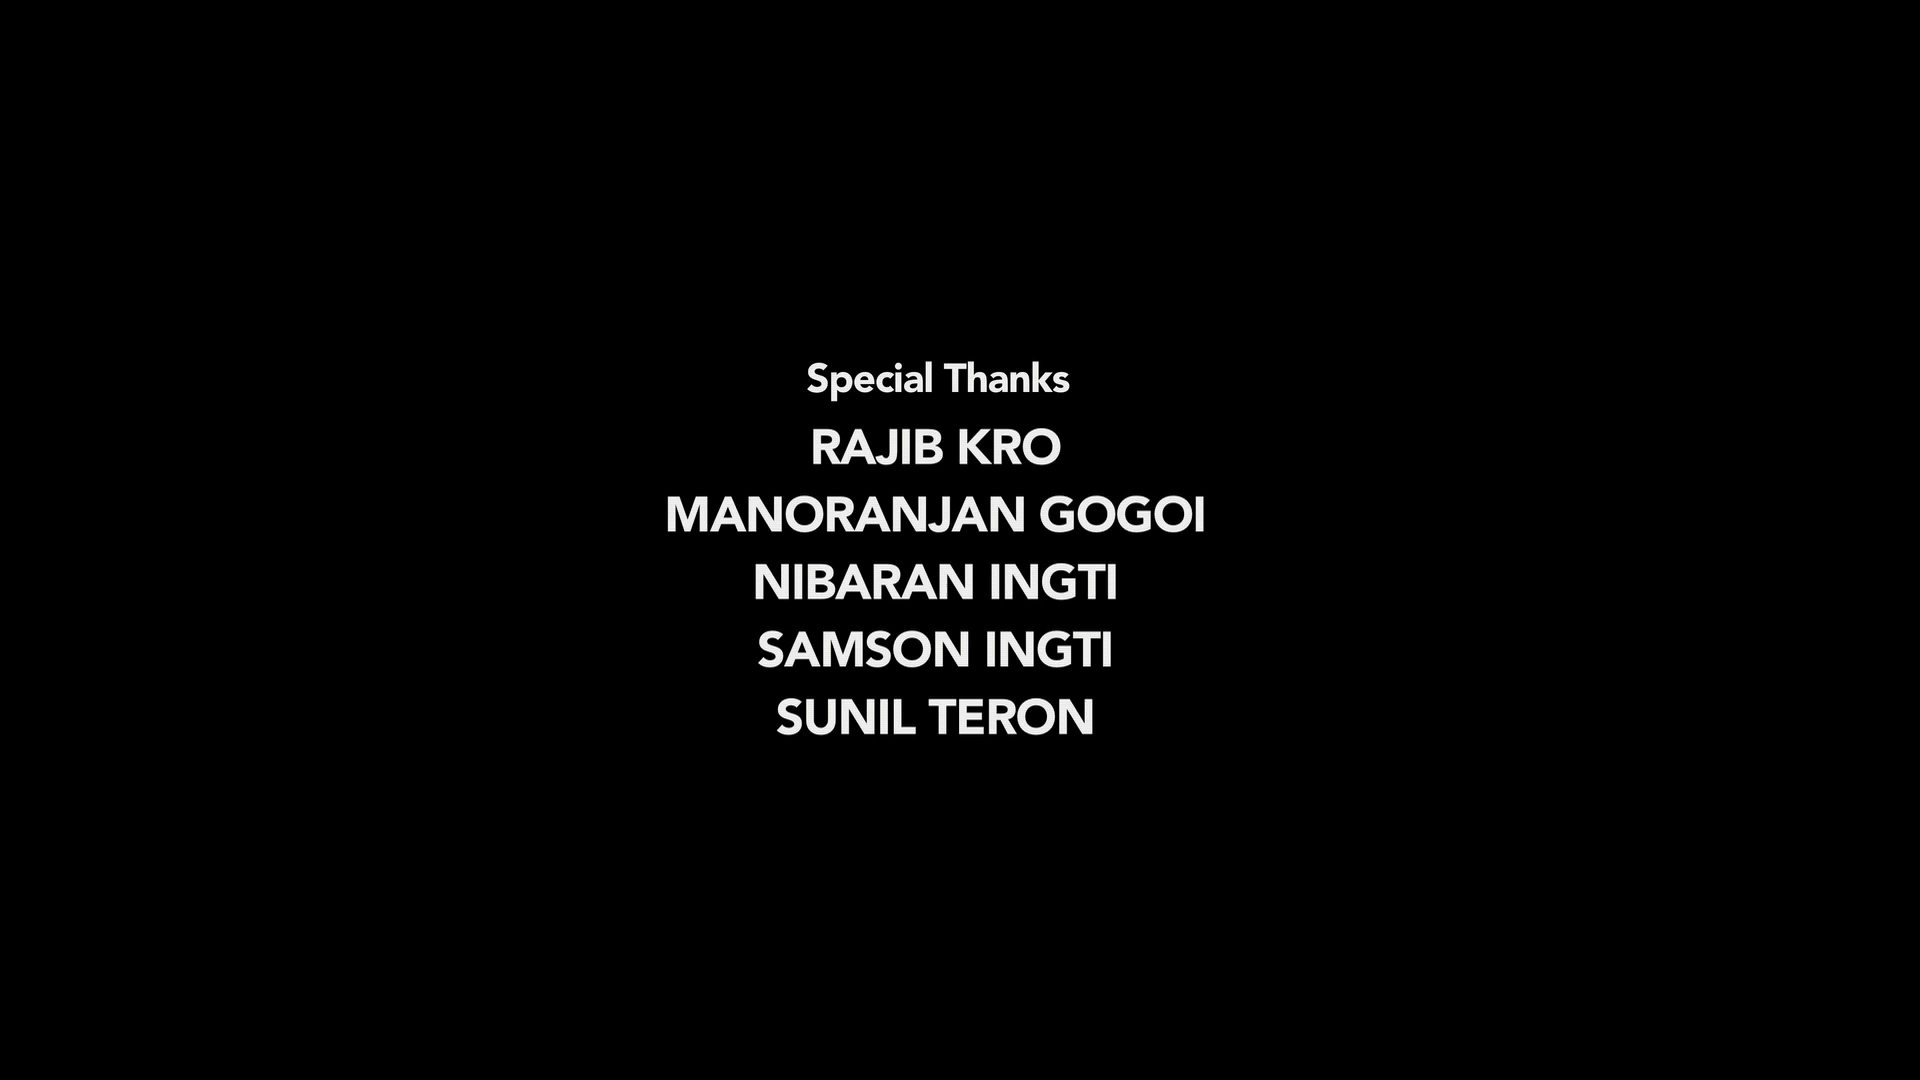 Special Thanks
RAJIB KRO
MANORANJAN GOGOI
NIBARAN INGTI
SAMSON INGTI
SUNIL TERON